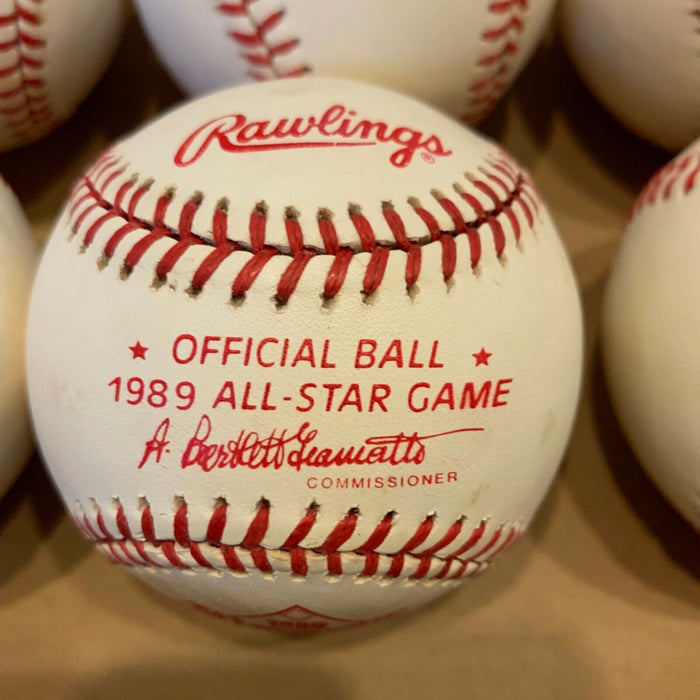 Rawlings®
★ OFFICIAL BALL ★
1989 ALL-STAR GAME
A. Bartlett Giamatti
COMMISSIONER